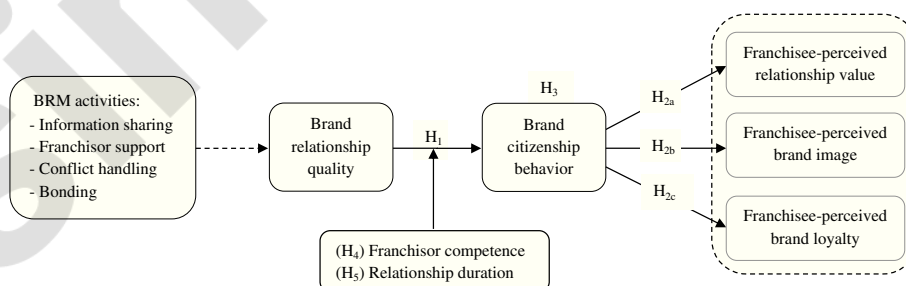 BRM activities:
- Information sharing
- Franchisor support
- Conflict handling
- Bonding
Brand
relationship
quality
H1
(H4) Franchisor competence
(H5) Relationship duration
H3
Brand
citizenship
behavior
H2a
H2b
H2c
Franchisee-perceived
relationship value
Franchisee-perceived
brand image
Franchisee-perceived
brand loyalty